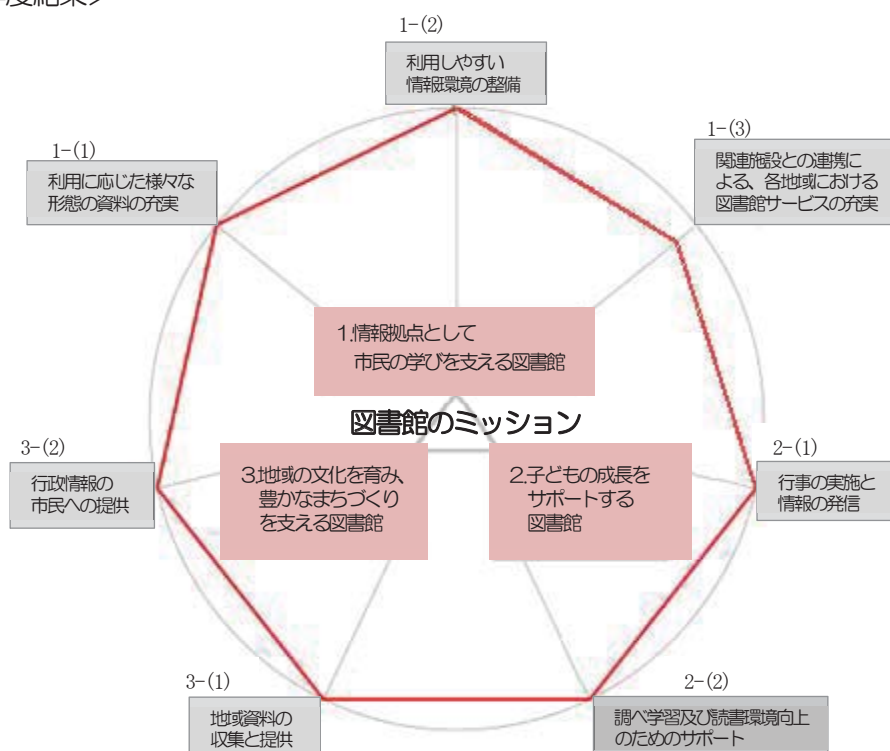 度結果>
1-(2)
利用しやすい
情報環境の整備
1-(1)
利用に応じた様々な
形態の資料の充実
1-(3)
関連施設との連携に
よる、各地域における
図書館サービスの充実
1.情報拠点として
市民の学びを支える図書館
図書館のミッション
3-(2)
行政情報の
市民への提供
3.地域の文化を育み、
豊かなまちづくり
を支える図書館
2.子どもの成長を
サポートする
図書館
2-(1)
行事の実施と
情報の発信
3-(1)
地域資料の
収集と提供
2-(2)
調べ学習及び読書環境向上
のためのサポート